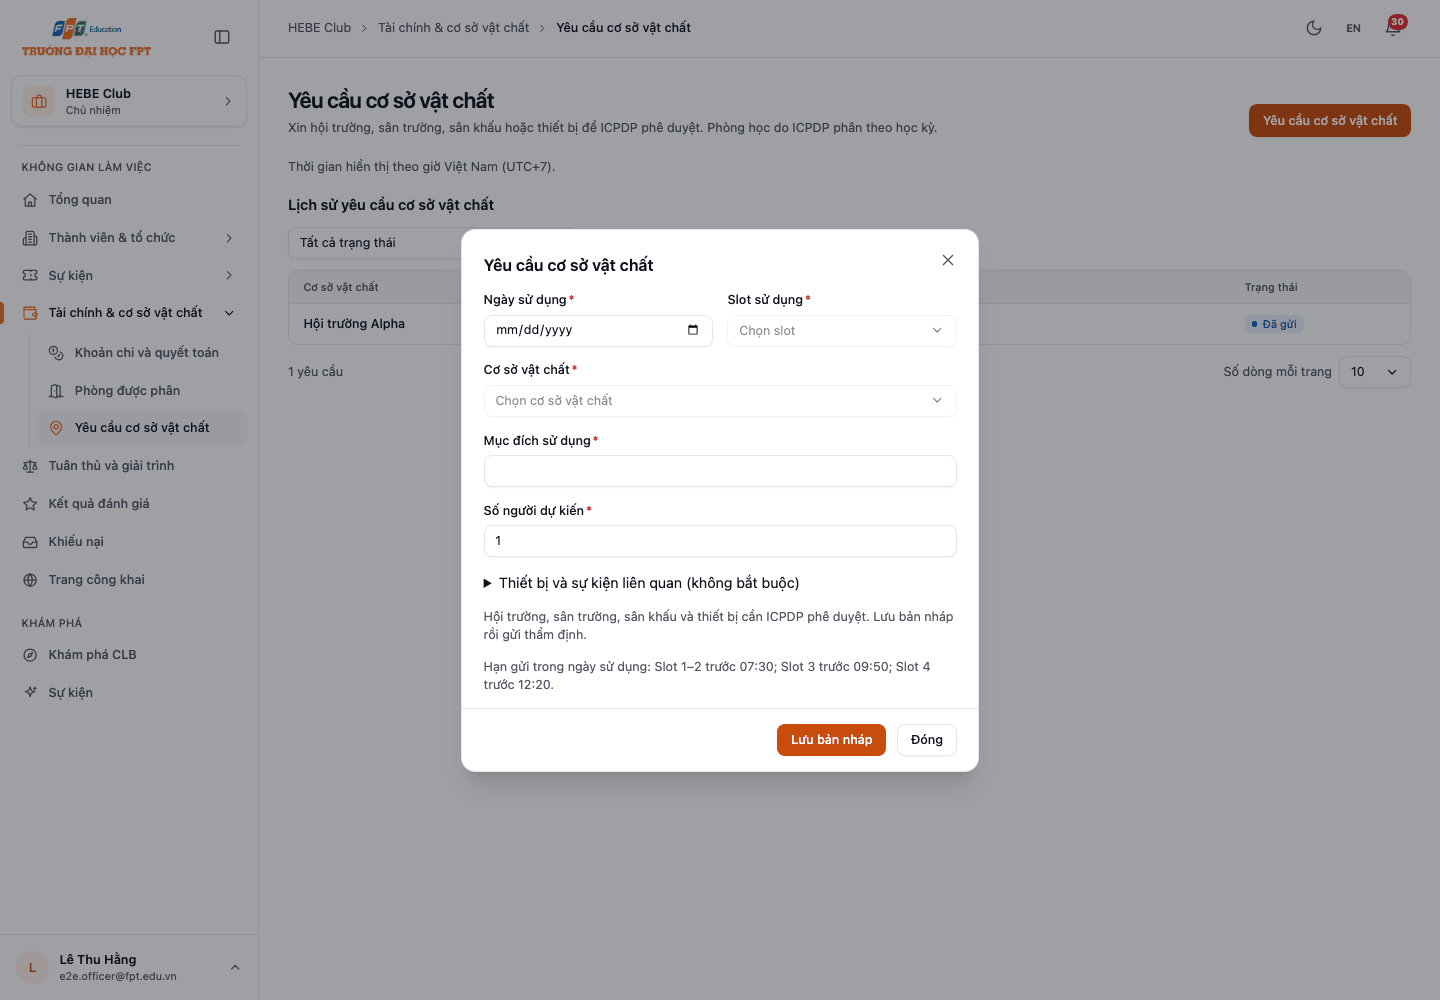 FPT Education
TRƯỜNG ĐẠI HỌC FPT
HEBE Club
Chủ nhiệm
KHÔNG GIAN LÀM VIỆC
Tổng quan
Thành viên & tổ chức
Sự kiện
Tài chính & cơ sở vật chất
Khoản chi và quyết toán
Phòng được phân
Yêu cầu cơ sở vật chất
Tuân thủ và giải trình
Kết quả đánh giá
Khiếu nại
Trang công khai
KHÁM PHÁ
Khám phá CLB
Sự kiện
L
Lê Thu Hằng
e2e.officer@fpt.edu.vn
HEBE Club > Tài chính & cơ sở vật chất > Yêu cầu cơ sở vật chất
EN
30
Yêu cầu cơ sở vật chất
Xin hội trường, sân trường, sân khấu hoặc thiết bị để ICPDP phê duyệt. Phòng học do ICPDP phân theo học kỳ.
Yêu cầu cơ sở vật chất
Thời gian hiển thị theo giờ Việt Nam (UTC+7).
Lịch sử yêu cầu cơ sở vật chất
Tất cả trạng thái
Cơ sở vật chất
Trạng thái
Hội trường Alpha
Đã gửi
1 yêu cầu
Số dòng mỗi trang
10
Yêu cầu cơ sở vật chất
Ngày sử dụng*
Slot sử dụng*
mm/dd/yyyy
Chọn slot
Cơ sở vật chất*
Chọn cơ sở vật chất
Mục đích sử dụng*
Số người dự kiến*
1
Thiết bị và sự kiện liên quan (không bắt buộc)
Hội trường, sân trường, sân khấu và thiết bị cần ICPDP phê duyệt. Lưu bản nháp
rồi gửi thẩm định.
Hạn gửi trong ngày sử dụng: Slot 1–2 trước 07:30; Slot 3 trước 09:50; Slot 4
trước 12:20.
Lưu bản nháp
Đóng